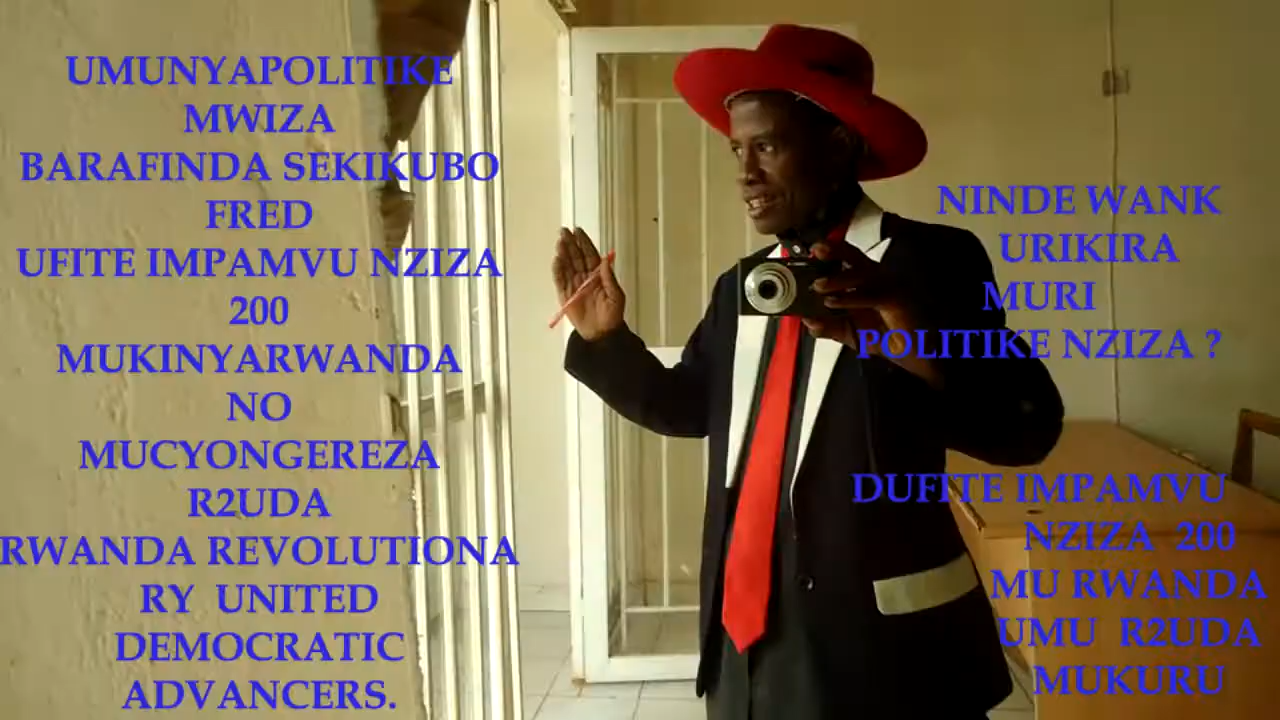 UMUNYAPOLITIKE
MWIZA
BARAFINDA SEKIKUBO
FRED
UFITE IMPAMVU NZIZA
200
MUKINYARWANDA
NO
MUCYONGEREZA
R2UDA
RWANDA REVOLUTIONA
RY UNITED
DEMOCRATIC
ADVANCERS.
NINDE WANK
URIKIRA
MURI
POLITIKE NZIZA ?
DUFITE IMPAMVU
NZIZA 200
MU RWANDA
UMU R2UDA
MUKURU